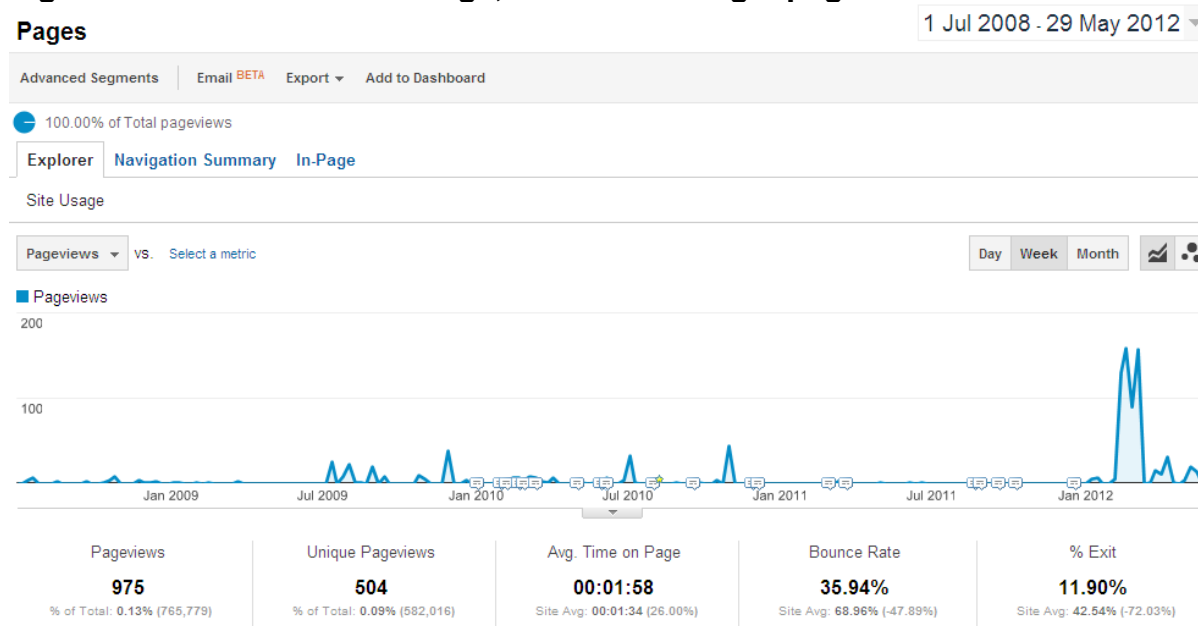 Pages
1 Jul 2008 - 29 May 2012
Advanced Segments Email BETA Export Add to Dashboard
100.00% of Total pageviews
Explorer Navigation Summary In-Page
Site Usage
Pageviews VS. Select a metric Day Week Month
Pageviews
200
100
Jan 2009 Jul 2009 Jan 2010 Jul 2010 Jan 2011 Jul 2011 Jan 2012
Pageviews Unique Pageviews Avg. Time on Page Bounce Rate % Exit
975 504 00:01:58 35.94% 11.90%
% of Total: 0.13% (765,779) % of Total: 0.09% (582,016) Site Avg: 00:01:34 (26.00%) Site Avg: 68.96% (-47.89%) Site Avg: 42.54% (-72.03%)